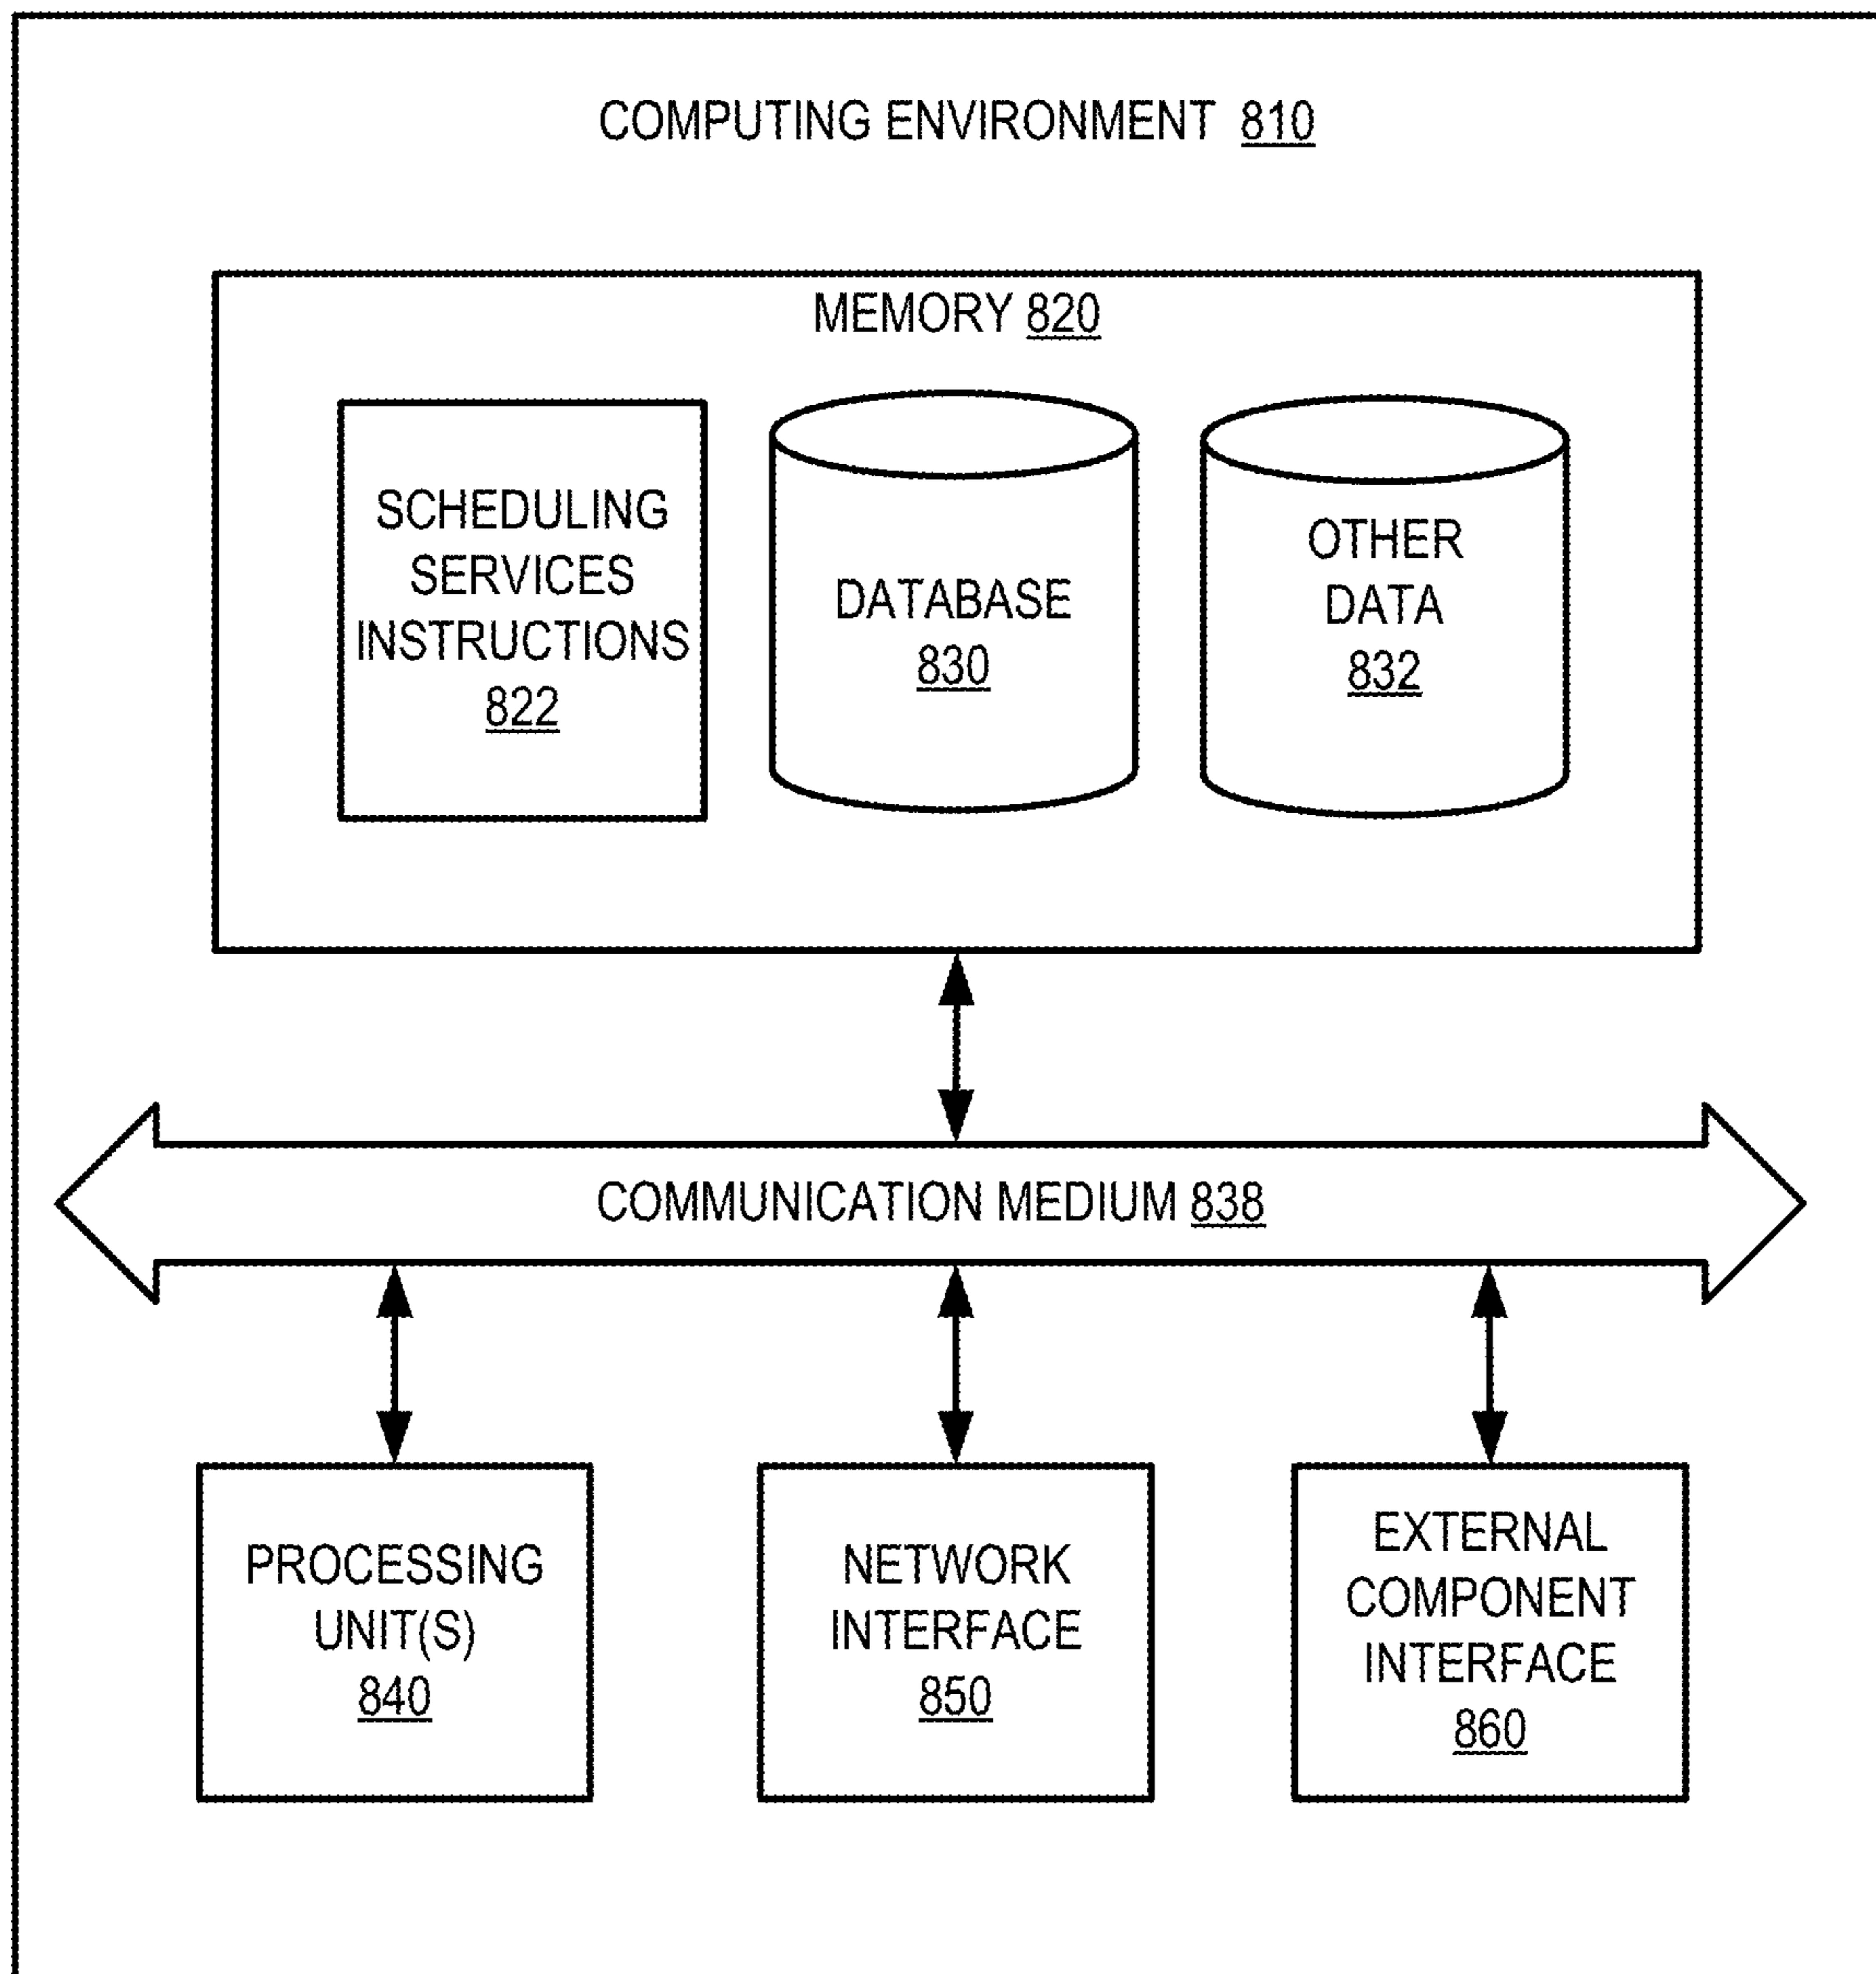 COMPUTING ENVIRONMENT 810
MEMORY 820
SCHEDULING
SERVICES
INSTRUCTIONS
822
DATABASE
830
OTHER
DATA
832
COMMUNICATION MEDIUM 838
PROCESSING
UNIT(S)
840
NETWORK
INTERFACE
850
EXTERNAL
COMPONENT
INTERFACE
860